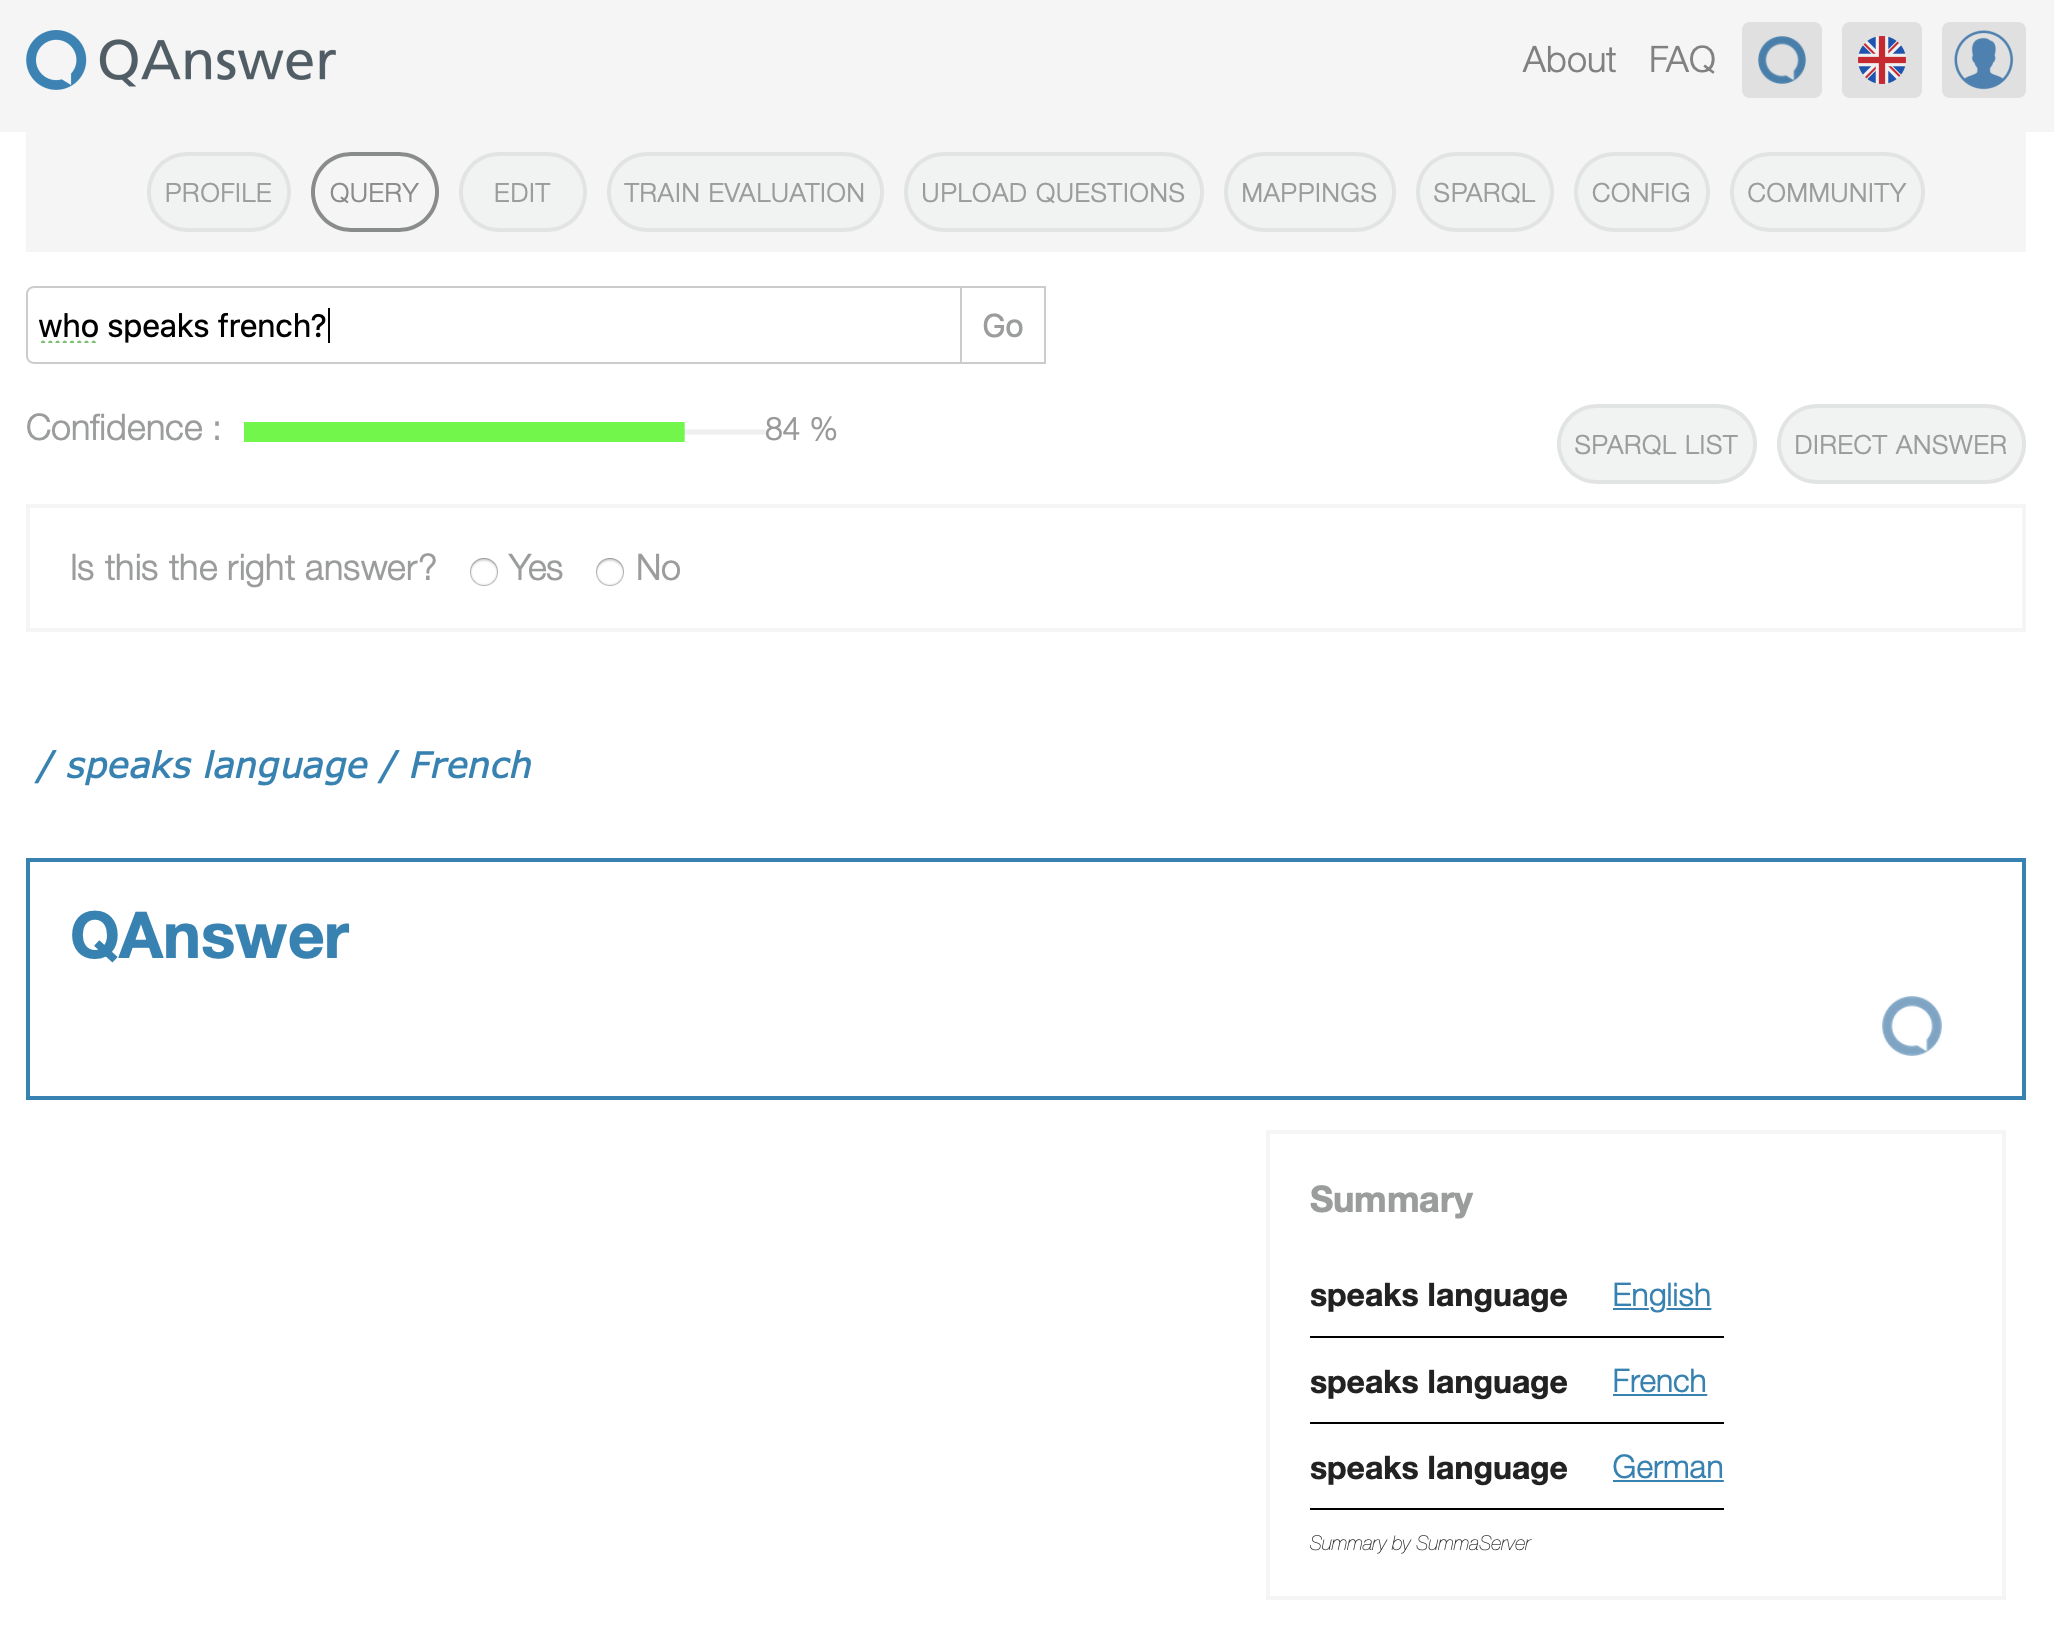 QAnswer
About FAQ
PROFILE QUERY EDIT TRAIN EVALUATION UPLOAD QUESTIONS MAPPINGS SPARQL CONFIG COMMUNITY
who speaks french? Go
Confidence : 84 %
SPARQL LIST DIRECT ANSWER
Is this the right answer? Yes No
/ speaks language / French
QAnswer
Summary
speaks language English
speaks language French
speaks language German
Summary by SummaServer